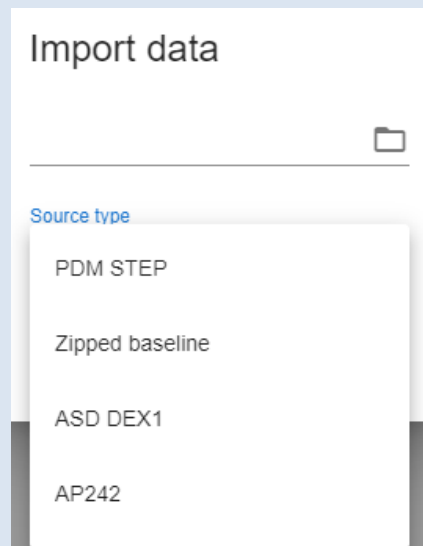 Import data
Source type
PDM STEP
Zipped baseline
ASD DEX1
AP242